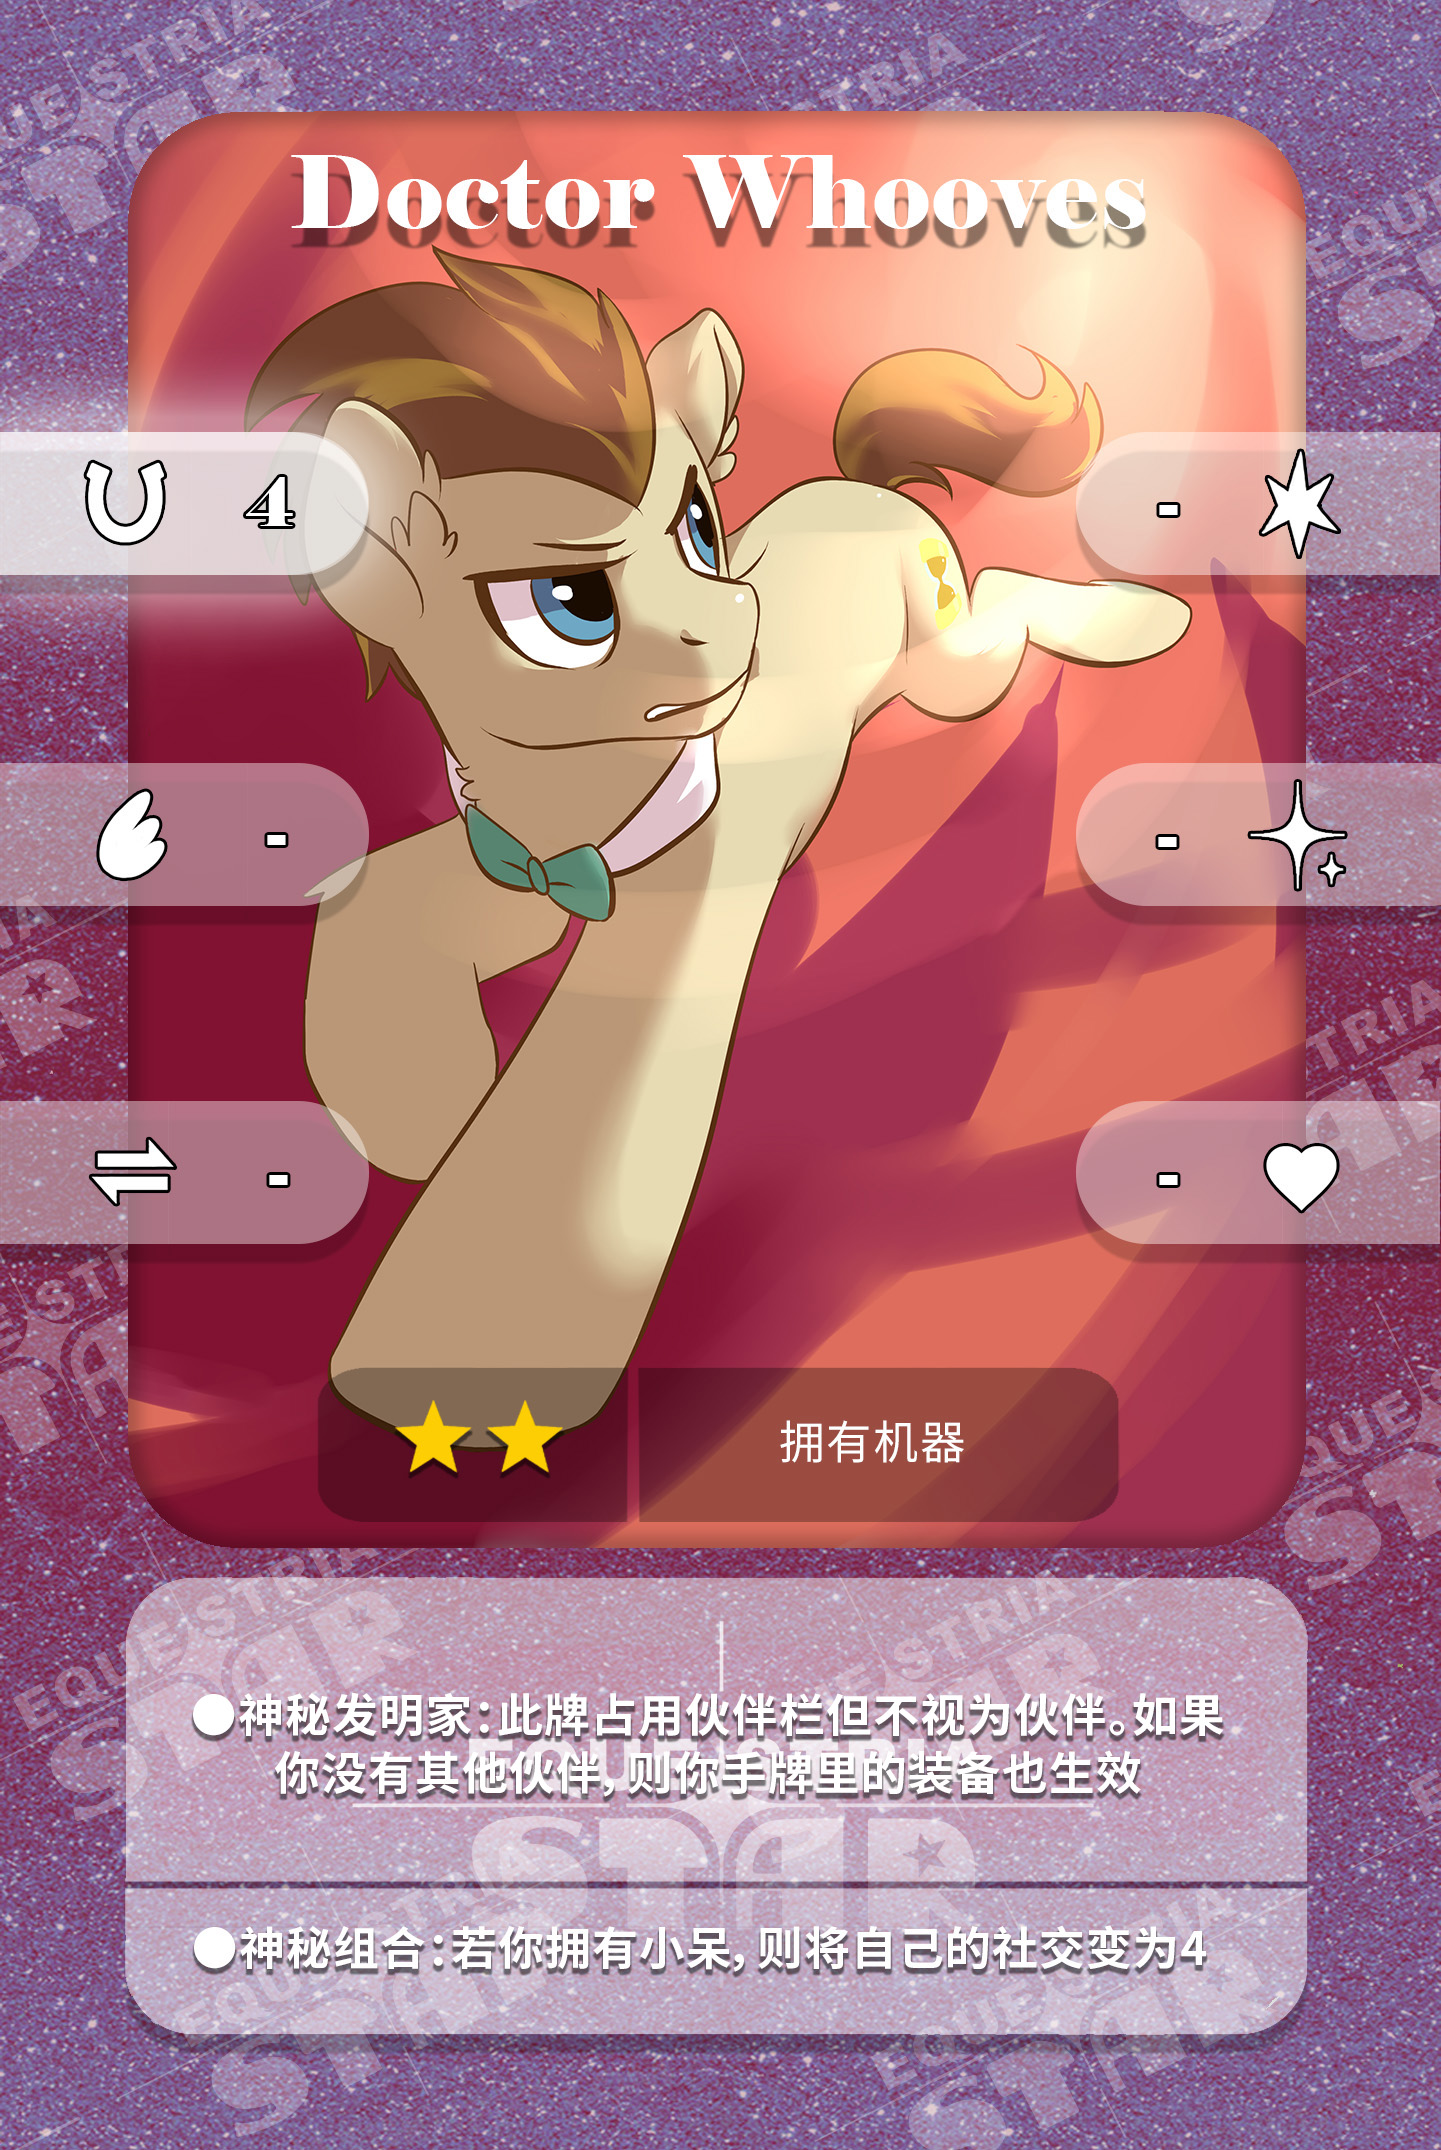 Doctor Whooves
4
-
-
-
-
-
拥有机器
●神秘发明家：此牌占用伙伴栏但不视为伙伴。如果
你没有其他伙伴，则你手牌里的装备也生效
EQUESTRIA
STAR
●神秘组合：若你拥有小呆，则将自己的社交变为4